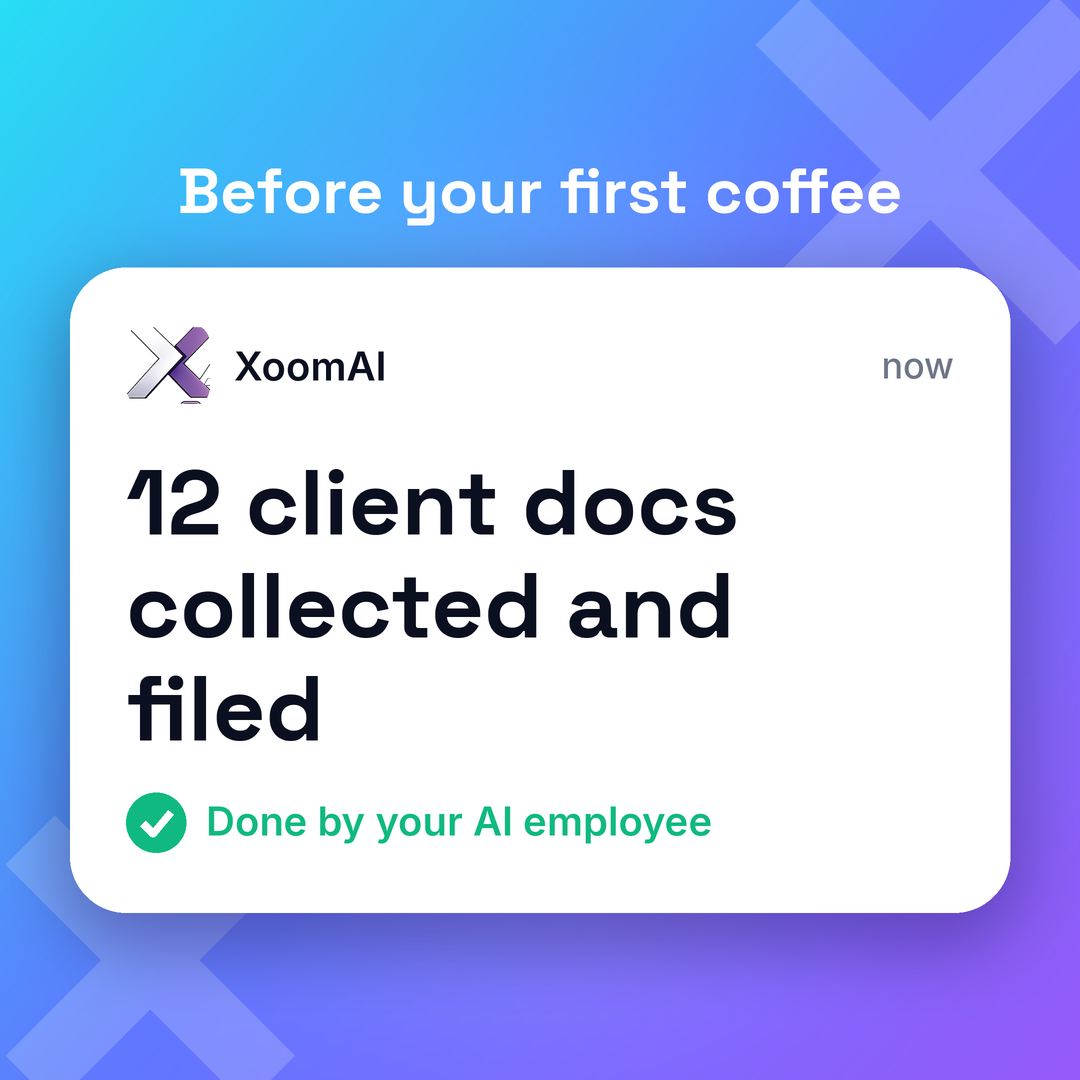 Before your first coffee
XoomAI
now
12 client docs
collected and
filed
Done by your AI employee